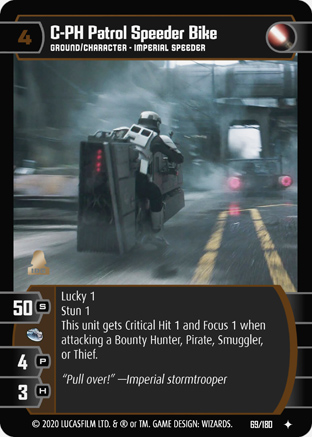 4
C-PH Patrol Speeder Bike
GROUND/CHARACTER - IMPERIAL SPEEDER
50 S
Lucky 1
Stun 1
This unit gets Critical Hit 1 and Focus 1 when
attacking a Bounty Hunter, Pirate, Smuggler,
or Thief.
4 P
3 H
“Pull over!” —Imperial stormtrooper
© 2020 LUCASFILM LTD. & ® or TM. GAME DESIGN: WIZARDS.
69/180